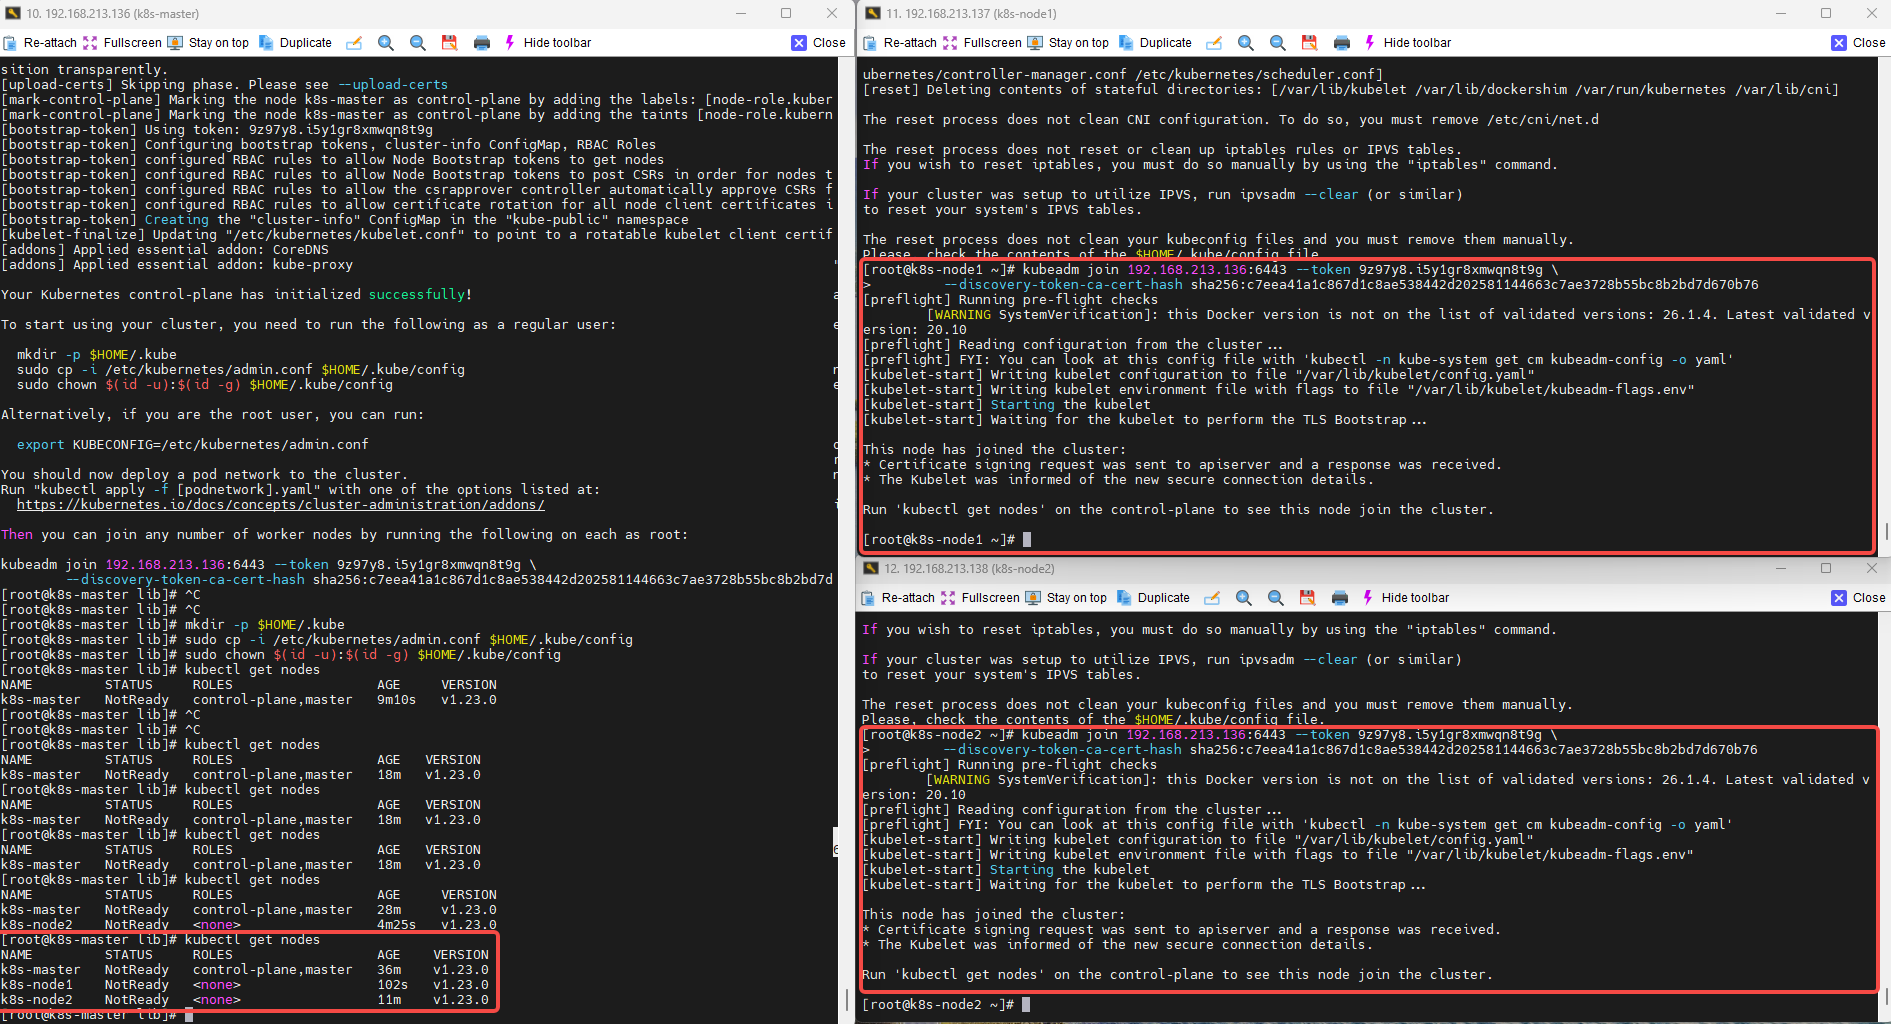 10. 192.168.213.136 (k8s-master)
Re-attach Fullscreen Stay on top Duplicate Hide toolbar Close
sition transparently.
[upload-certs] Skipping phase. Please see --upload-certs
[mark-control-plane] Marking the node k8s-master as control-plane by adding the labels: [node-role.kuber
[mark-control-plane] Marking the node k8s-master as control-plane by adding the taints [node-role.kubern
[bootstrap-token] Using token: 9z97y8.i5y1gr8xmwqn8t9g
[bootstrap-token] Configuring bootstrap tokens, cluster-info ConfigMap, RBAC Roles
[bootstrap-token] configured RBAC rules to allow Node Bootstrap tokens to get nodes
[bootstrap-token] configured RBAC rules to allow Node Bootstrap tokens to post CSRs in order for nodes t
[bootstrap-token] configured RBAC rules to allow the csrapprover controller automatically approve CSRs f
[bootstrap-token] configured RBAC rules to allow certificate rotation for all node client certificates i
[bootstrap-token] Creating the "cluster-info" ConfigMap in the "kube-public" namespace
[kubelet-finalize] Updating "/etc/kubernetes/kubelet.conf" to point to a rotatable kubelet client certif
[addons] Applied essential addon: CoreDNS
[addons] Applied essential addon: kube-proxy
Your Kubernetes control-plane has initialized successfully!
To start using your cluster, you need to run the following as a regular user:
mkdir -p $HOME/.kube
sudo cp -i /etc/kubernetes/admin.conf $HOME/.kube/config
sudo chown $(id -u):$(id -g) $HOME/.kube/config
Alternatively, if you are the root user, you can run:
export KUBECONFIG=/etc/kubernetes/admin.conf
You should now deploy a pod network to the cluster.
Run "kubectl apply -f [podnetwork].yaml" with one of the options listed at:
https://kubernetes.io/docs/concepts/cluster-administration/addons/
Then you can join any number of worker nodes by running the following on each as root:
kubeadm join 192.168.213.136:6443 --token 9z97y8.i5y1gr8xmwqn8t9g \
--discovery-token-ca-cert-hash sha256:c7eea41a1c867d1c8ae538442d202581144663c7ae3728b55bc8b2bd7d
[root@k8s-master lib]# ^C
[root@k8s-master lib]# ^C
[root@k8s-master lib]# mkdir -p $HOME/.kube
[root@k8s-master lib]# sudo cp -i /etc/kubernetes/admin.conf $HOME/.kube/config
[root@k8s-master lib]# sudo chown $(id -u):$(id -g) $HOME/.kube/config
[root@k8s-master lib]# kubectl get nodes
NAME STATUS ROLES AGE VERSION
k8s-master NotReady control-plane,master 9m10s v1.23.0
[root@k8s-master lib]# ^C
[root@k8s-master lib]# ^C
[root@k8s-master lib]# kubectl get nodes
NAME STATUS ROLES AGE VERSION
k8s-master NotReady control-plane,master 18m v1.23.0
[root@k8s-master lib]# kubectl get nodes
NAME STATUS ROLES AGE VERSION
k8s-master NotReady control-plane,master 18m v1.23.0
[root@k8s-master lib]# kubectl get nodes
NAME STATUS ROLES AGE VERSION
k8s-master NotReady control-plane,master 18m v1.23.0
[root@k8s-master lib]# kubectl get nodes
NAME STATUS ROLES AGE VERSION
k8s-master NotReady control-plane,master 28m v1.23.0
k8s-node2 NotReady <none> 4m25s v1.23.0
[root@k8s-master lib]# kubectl get nodes
NAME STATUS ROLES AGE VERSION
k8s-master NotReady control-plane,master 36m v1.23.0
k8s-node1 NotReady <none> 102s v1.23.0
k8s-node2 NotReady <none> 11m v1.23.0
[root@k8s-master lib]#
11. 192.168.213.137 (k8s-node1)
Re-attach Fullscreen Stay on top Duplicate Hide toolbar Close
ubernetes/controller-manager.conf /etc/kubernetes/scheduler.conf]
[reset] Deleting contents of stateful directories: [/var/lib/kubelet /var/lib/dockershim /var/run/kubernetes /var/lib/cni]
The reset process does not clean CNI configuration. To do so, you must remove /etc/cni/net.d
The reset process does not reset or clean up iptables rules or IPVS tables.
If you wish to reset iptables, you must do so manually by using the "iptables" command.
If your cluster was setup to utilize IPVS, run ipvsadm --clear (or similar)
to reset your system's IPVS tables.
The reset process does not clean your kubeconfig files and you must remove them manually.
Please, check the contents of the $HOME/.kube/config file.
[root@k8s-node1 ~]# kubeadm join 192.168.213.136:6443 --token 9z97y8.i5y1gr8xmwqn8t9g \
> --discovery-token-ca-cert-hash sha256:c7eea41a1c867d1c8ae538442d202581144663c7ae3728b55bc8b2bd7d670b76
[preflight] Running pre-flight checks
[WARNING SystemVerification]: this Docker version is not on the list of validated versions: 26.1.4. Latest validated v
ersion: 20.10
[preflight] Reading configuration from the cluster...
[preflight] FYI: You can look at this config file with 'kubectl -n kube-system get cm kubeadm-config -o yaml'
[kubelet-start] Writing kubelet configuration to file "/var/lib/kubelet/config.yaml"
[kubelet-start] Writing kubelet environment file with flags to file "/var/lib/kubelet/kubeadm-flags.env"
[kubelet-start] Starting the kubelet
[kubelet-start] Waiting for the kubelet to perform the TLS Bootstrap...
This node has joined the cluster:
* Certificate signing request was sent to apiserver and a response was received.
* The Kubelet was informed of the new secure connection details.
Run 'kubectl get nodes' on the control-plane to see this node join the cluster.
[root@k8s-node1 ~]#
12. 192.168.213.138 (k8s-node2)
Re-attach Fullscreen Stay on top Duplicate Hide toolbar Close
If you wish to reset iptables, you must do so manually by using the "iptables" command.
If your cluster was setup to utilize IPVS, run ipvsadm --clear (or similar)
to reset your system's IPVS tables.
The reset process does not clean your kubeconfig files and you must remove them manually.
Please, check the contents of the $HOME/.kube/config file.
[root@k8s-node2 ~]# kubeadm join 192.168.213.136:6443 --token 9z97y8.i5y1gr8xmwqn8t9g \
> --discovery-token-ca-cert-hash sha256:c7eea41a1c867d1c8ae538442d202581144663c7ae3728b55bc8b2bd7d670b76
[preflight] Running pre-flight checks
[WARNING SystemVerification]: this Docker version is not on the list of validated versions: 26.1.4. Latest validated v
ersion: 20.10
[preflight] Reading configuration from the cluster...
[preflight] FYI: You can look at this config file with 'kubectl -n kube-system get cm kubeadm-config -o yaml'
[kubelet-start] Writing kubelet configuration to file "/var/lib/kubelet/config.yaml"
[kubelet-start] Writing kubelet environment file with flags to file "/var/lib/kubelet/kubeadm-flags.env"
[kubelet-start] Starting the kubelet
[kubelet-start] Waiting for the kubelet to perform the TLS Bootstrap...
This node has joined the cluster:
* Certificate signing request was sent to apiserver and a response was received.
* The Kubelet was informed of the new secure connection details.
Run 'kubectl get nodes' on the control-plane to see this node join the cluster.
[root@k8s-node2 ~]#